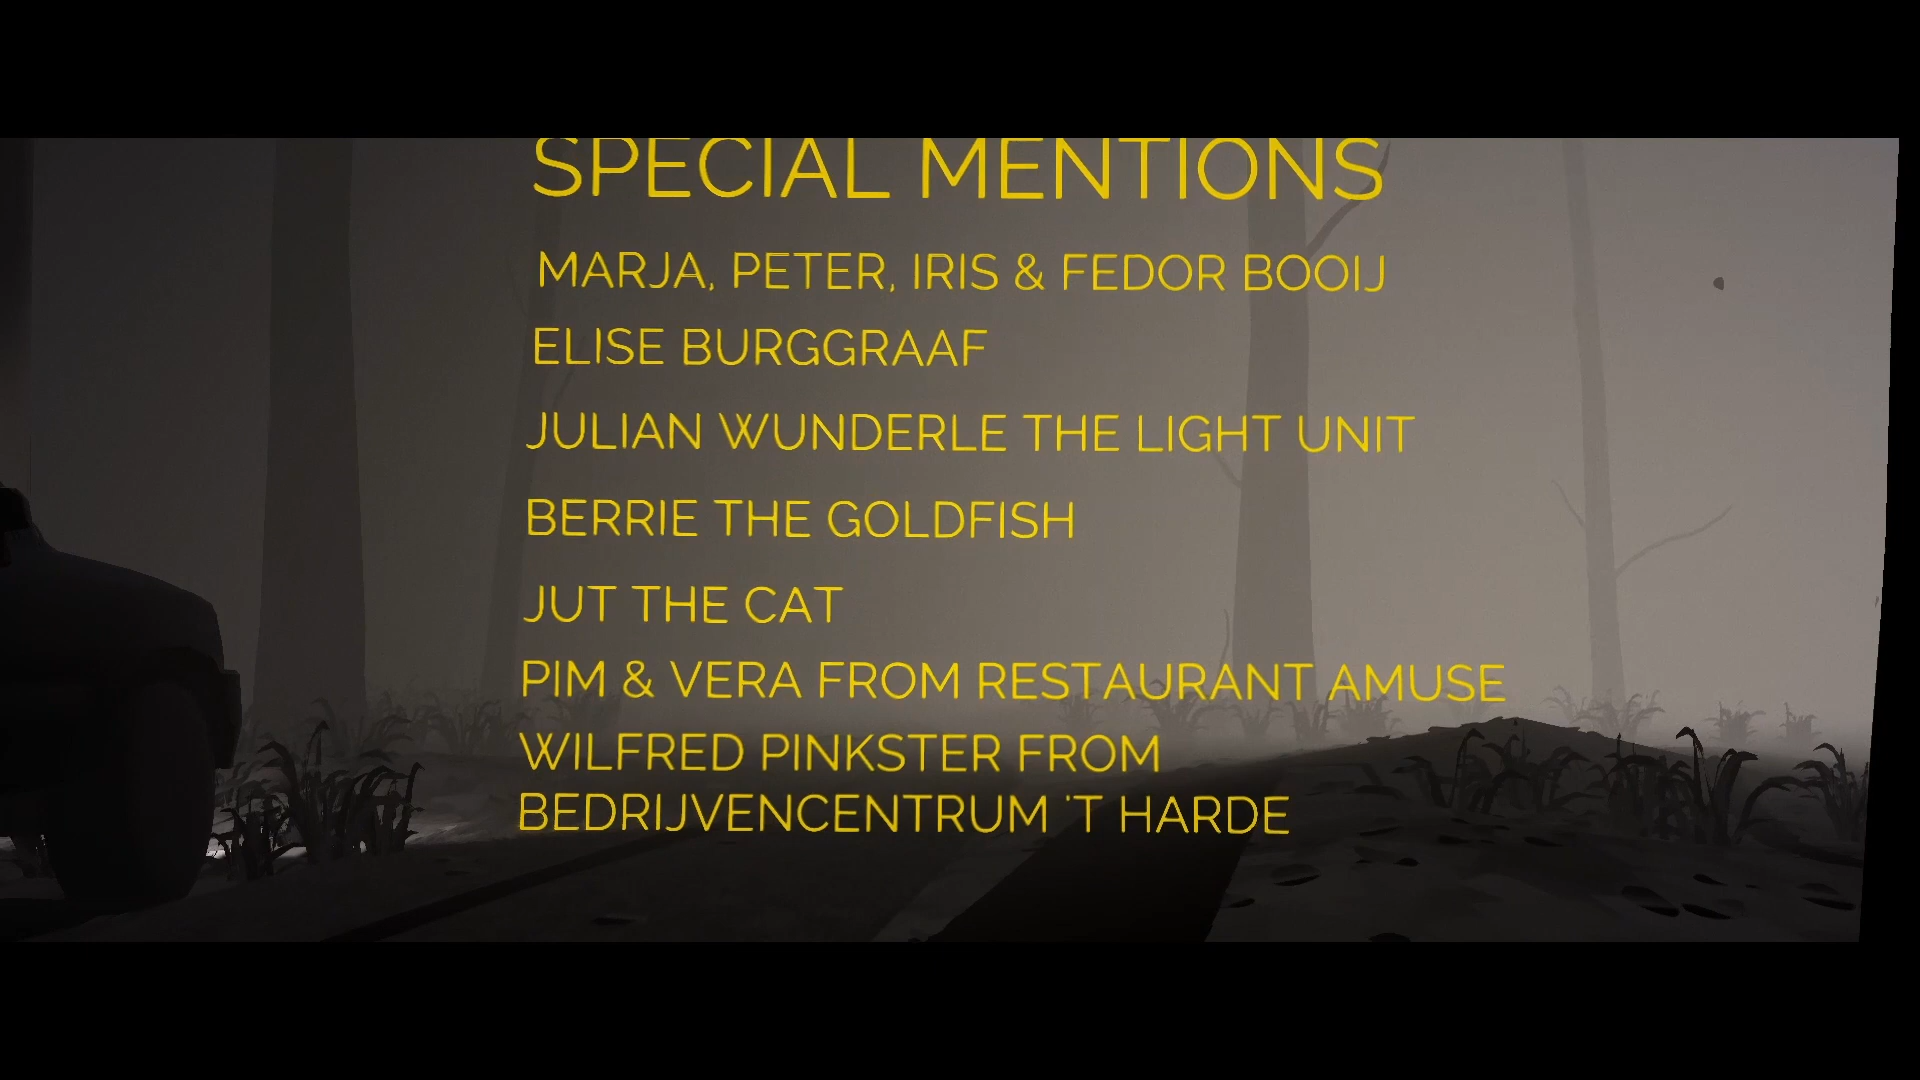 SPECIAL MENTIONS
MARJA, PETER, IRIS & FEDOR BOOIJ
ELISE BURGGRAAF
JULIAN WUNDERLE THE LIGHT UNIT
BERRIE THE GOLDFISH
JUT THE CAT
PIM & VERA FROM RESTAURANT AMUSE
WILFRED PINKSTER FROM
BEDRIJVENCENTRUM 'T HARDE